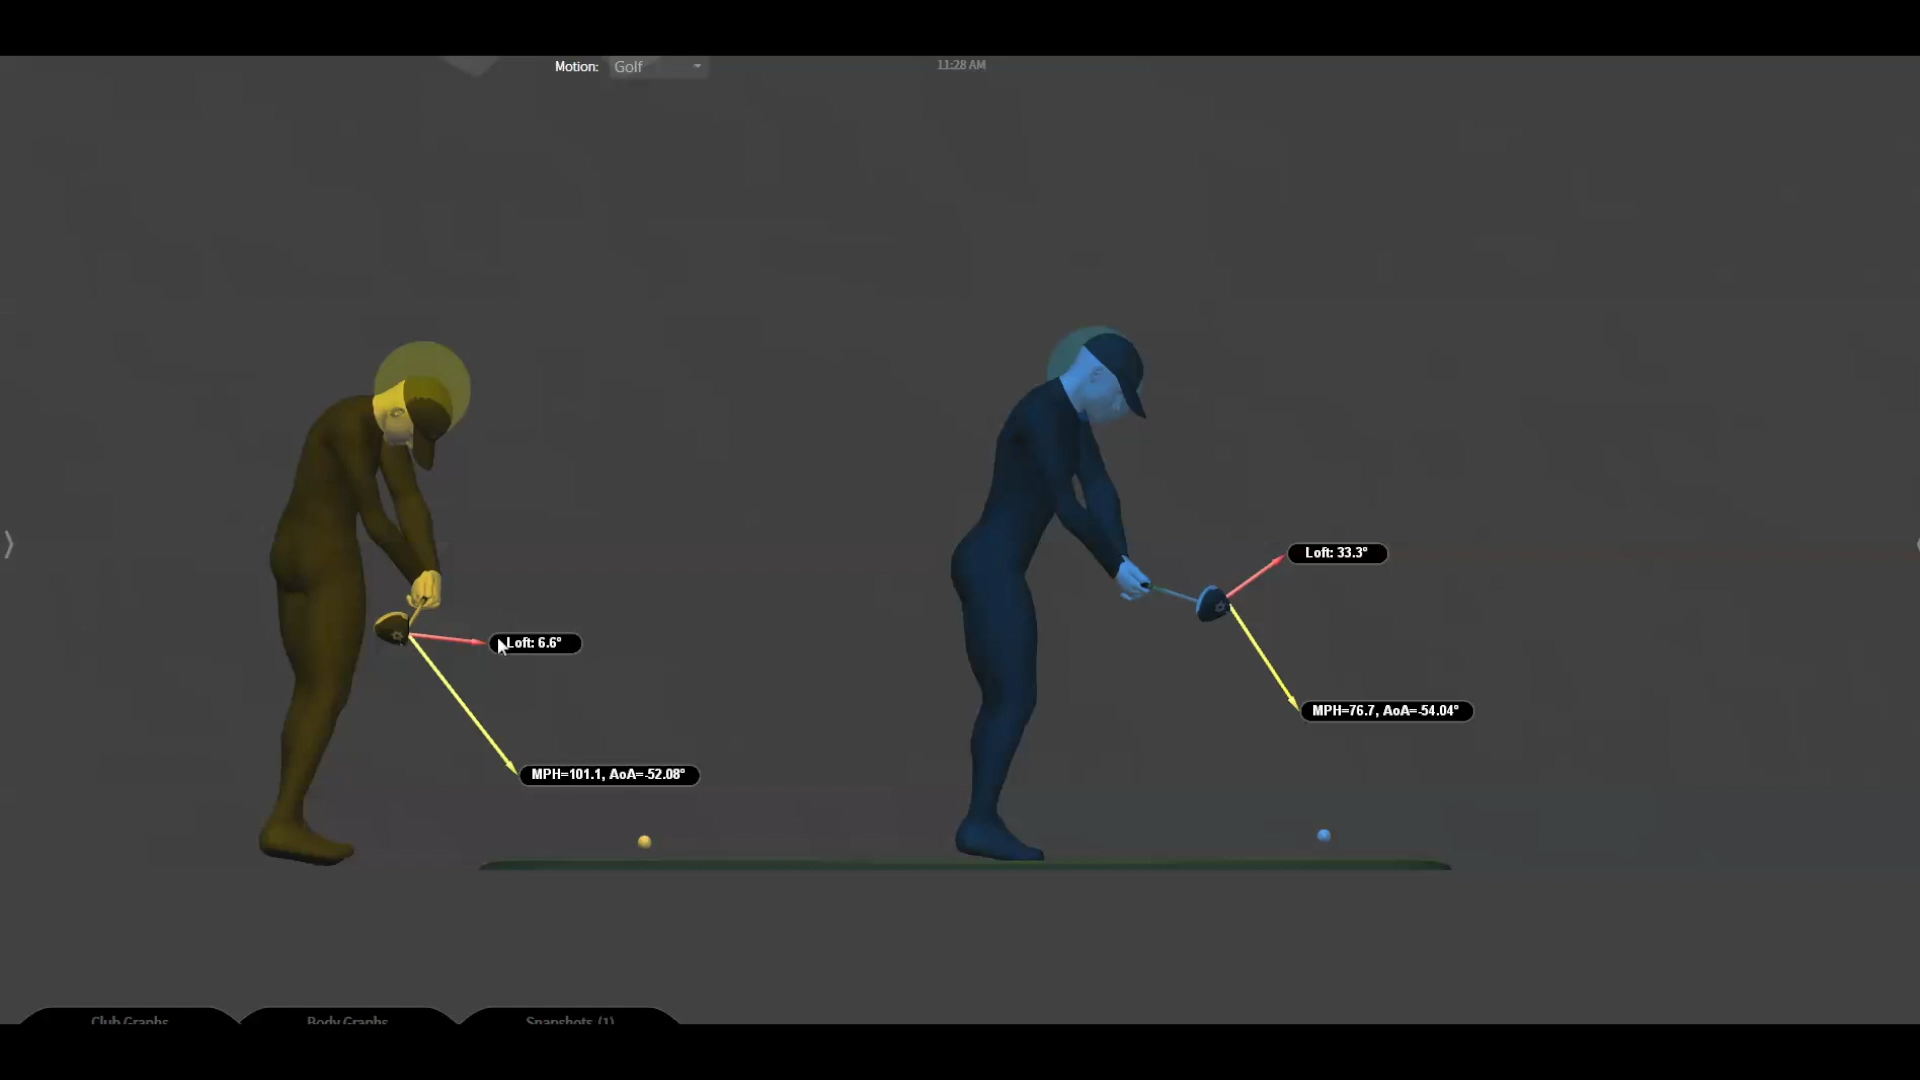 Motion: Golf
11:28 AM
Loft: 33.3°
Loft: 6.6°
MPH=76.7, AoA=-54.04°
MPH=101.1, AoA=-52.08°
Club Graphs
Body Graphs
Snapshots (1)